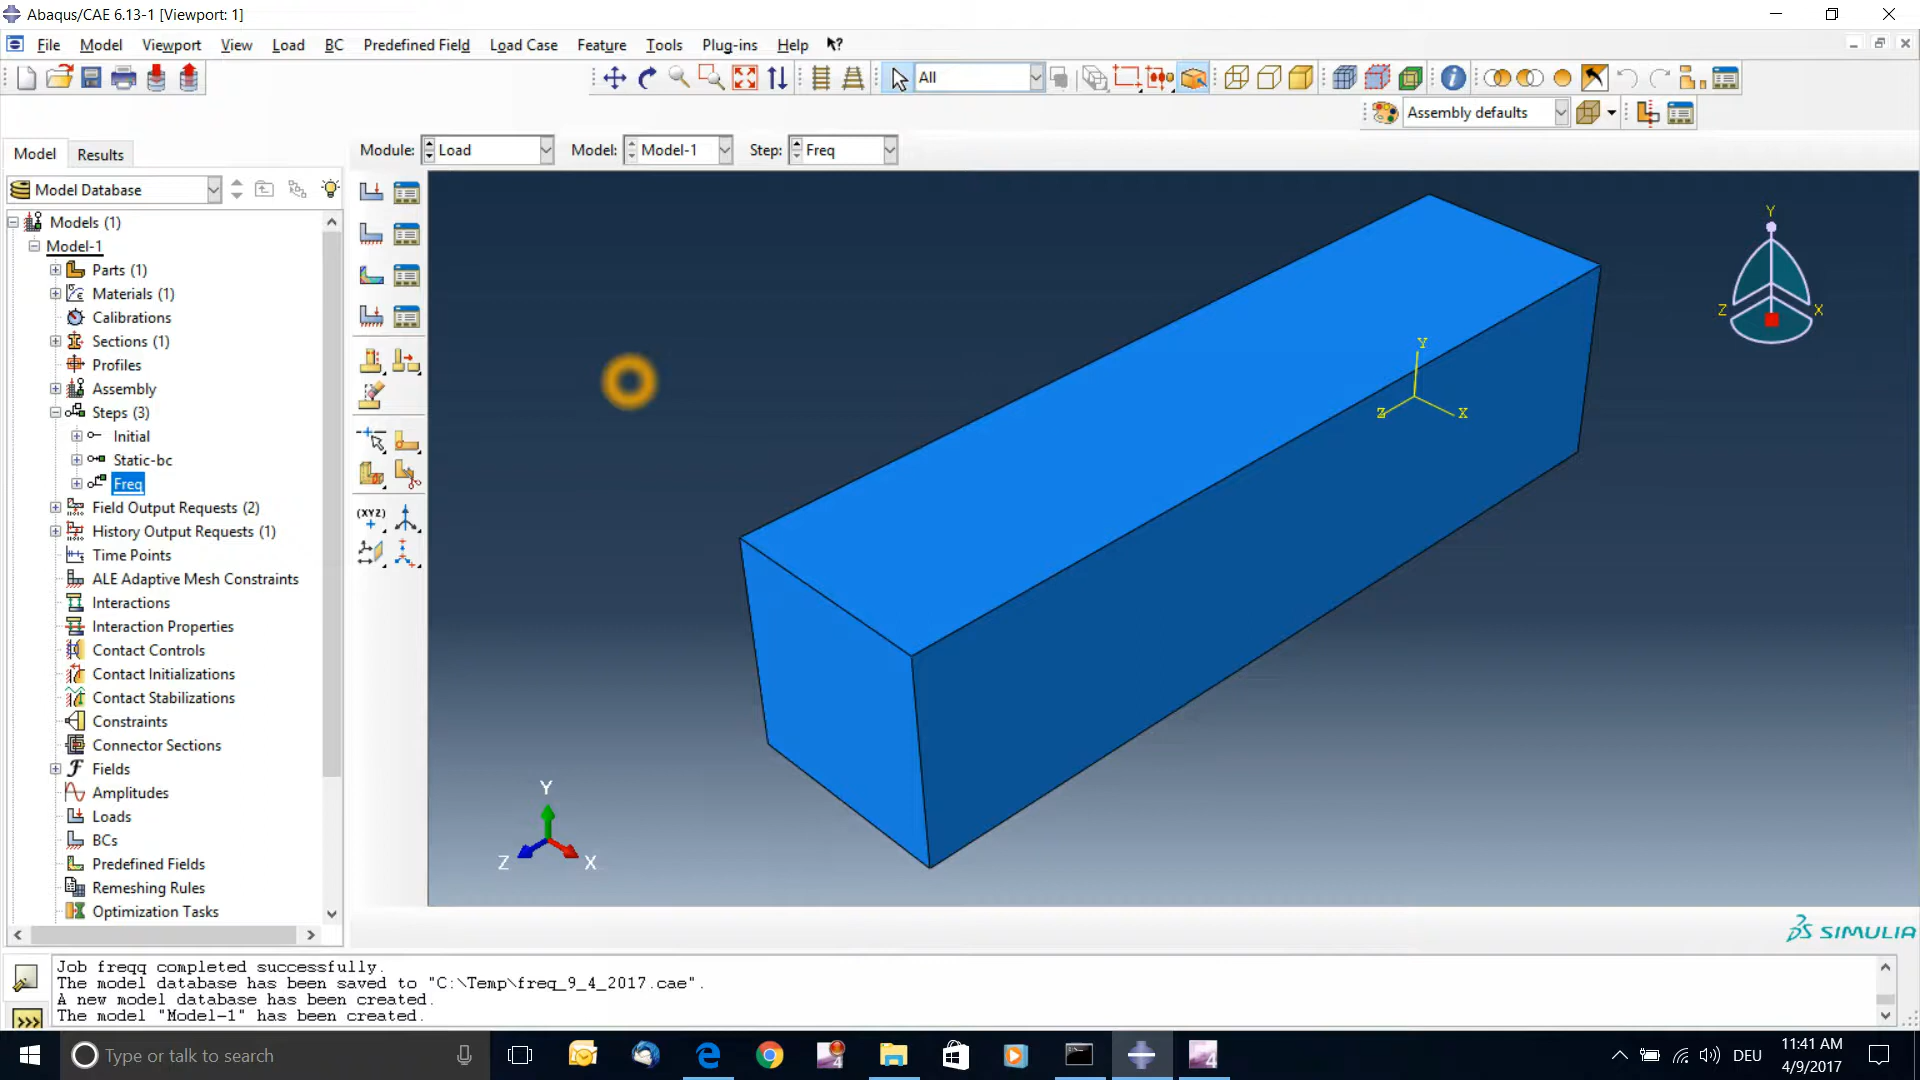 Abaqus/CAE 6.13-1 [Viewport: 1]
File Model Viewport View Load BC Predefined Field Load Case Feature Tools Plug-ins Help ?
All
Assembly defaults
Model Results
Module: Load Model: Model-1 Step: Freq
Model Database
Models (1)
Model-1
Parts (1)
Materials (1)
Calibrations
Sections (1)
Profiles
Assembly
Steps (3)
Initial
Static-bc
Freq
Field Output Requests (2)
History Output Requests (1)
Time Points
ALE Adaptive Mesh Constraints
Interactions
Interaction Properties
Contact Controls
Contact Initializations
Contact Stabilizations
Constraints
Connector Sections
Fields
Amplitudes
Loads
BCs
Predefined Fields
Remeshing Rules
Optimization Tasks
(XYZ)
Y
Z X
Y
Z X
Y
Z X
SIMULIA
Job freqq completed successfully.
The model database has been saved to "C:\Temp\freq_9_4_2017.cae".
A new model database has been created.
The model "Model-1" has been created.
>>>
Type or talk to search
DEU
11:41 AM
4/9/2017